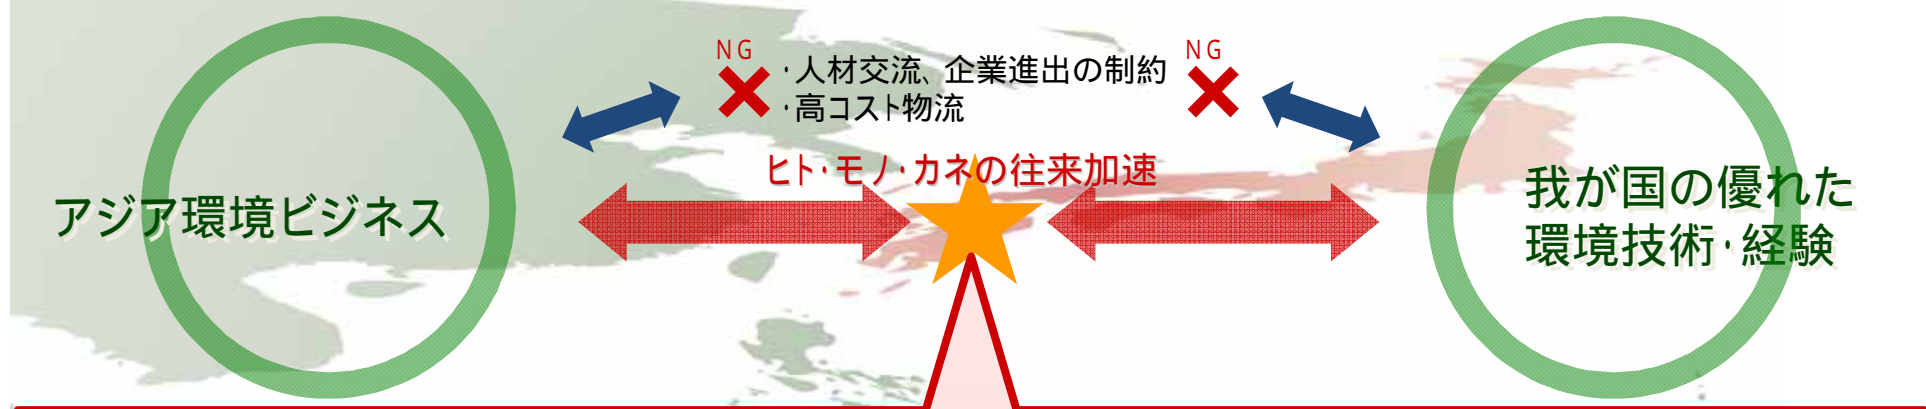 NG
NG
・人材交流、企業進出の制約
・高コスト物流
ヒト・モノ・カネの往来加速
アジア環境ビジネス
我が国の優れた
環境技術・経験